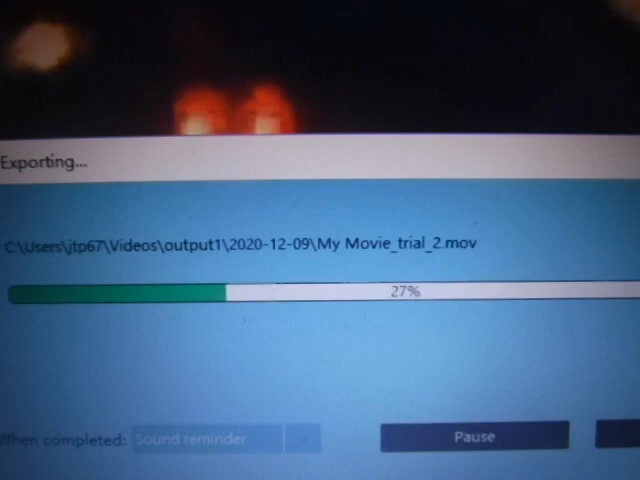 Exporting...
C:\Users\jtp67\Videos\output1\2020-12-09\My Movie_trial_2.mov
27%
When completed: Sound reminder
Pause